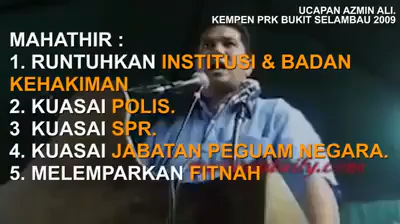 UCAPAN AZMIN ALI.
KEMPEN PRK BUKIT SELAMBAU 2009
MAHATHIR :
1. RUNTUHKAN INSTITUSI & BADAN
KEHAKIMAN
2. KUASAI POLIS.
3 KUASAI SPR.
4. KUASAI JABATAN PEGUAM NEGARA.
5. MELEMPARKAN FITNAH